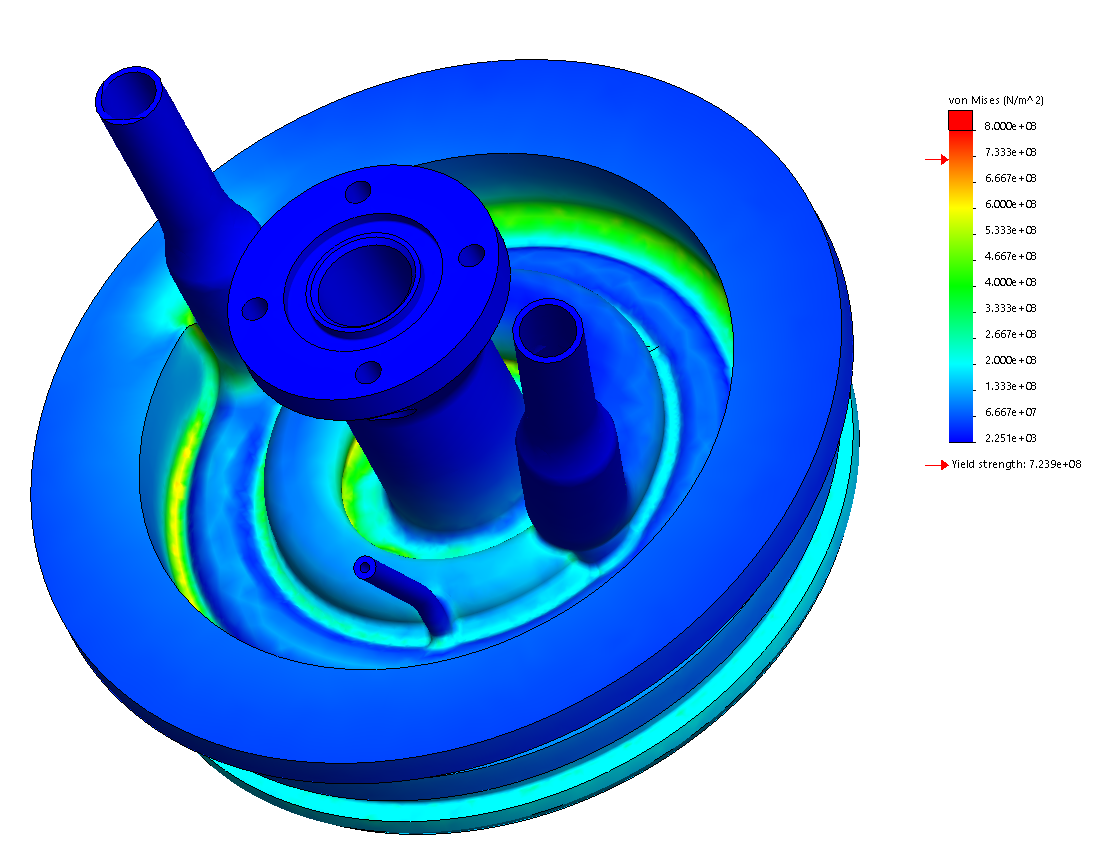 von Mises (N/m^2)
8.000e+08
7.333e+08
6.667e+08
6.000e+08
5.333e+08
4.667e+08
4.000e+08
3.333e+08
2.667e+08
2.000e+08
1.333e+08
6.667e+07
2.251e+03
Yield strength: 7.239e+08